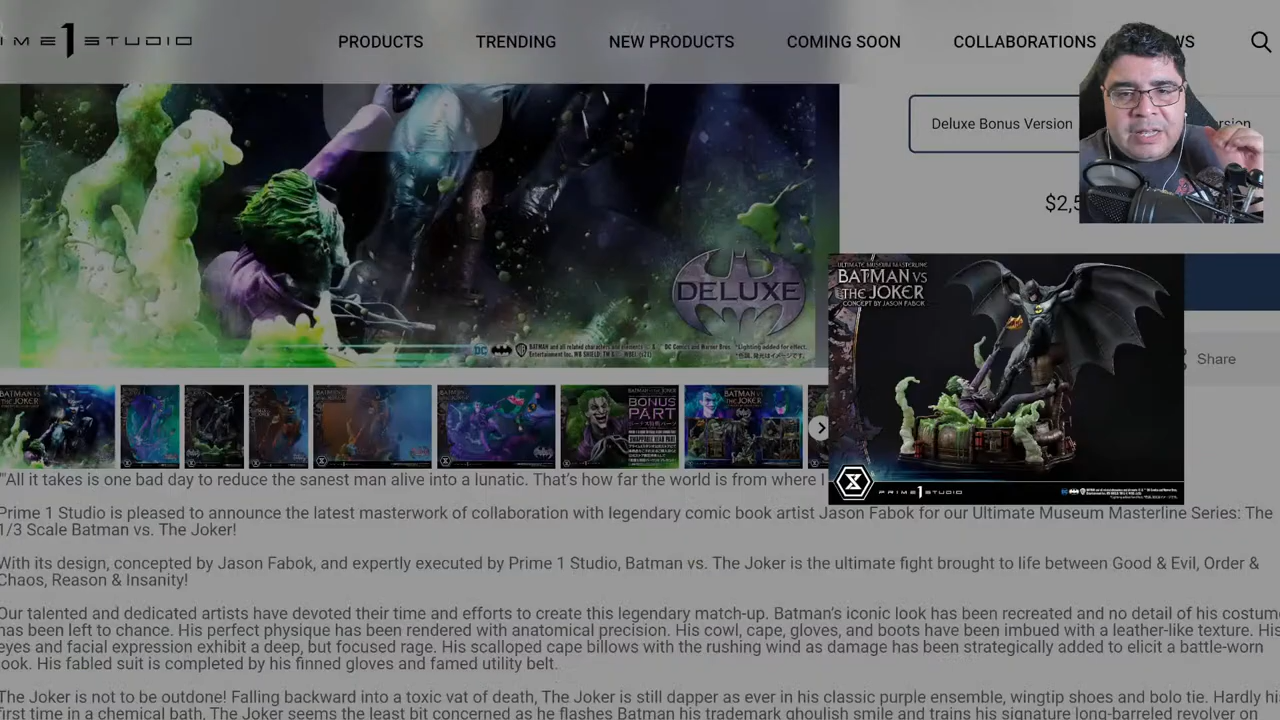 PRIME 1 STUDIO
PRODUCTS
TRENDING
NEW PRODUCTS
COMING SOON
COLLABORATIONS
Deluxe Bonus Version
$2,5
DELUXE
ULTIMATE MUSEUM MASTERLINE
BATMAN VS
THE JOKER
CONCEPT BY JASON FABOK
Share
BATMAN VS
THE JOKER
BONUS
PART
PRIME 1 STUDIO
"All it takes is one bad day to reduce the sanest man alive into a lunatic. That's how far the world is from where I
Prime 1 Studio is pleased to announce the latest masterpiece in collaboration with legendary comic book artist Jason Fabok for our Ultimate Museum Masterline Series: The
1/3 Scale Batman vs. The Joker!
With its design, concepted by Jason Fabok, and expertly executed by Prime 1 Studio, Batman vs. The Joker is the ultimate fight brought to life between Good & Evil, Order &
Chaos, Reason & Insanity!
Our talented and dedicated artists have devoted their time and efforts to create this legendary match-up. Batman's iconic look has been recreated and no detail of his costume
has been left to chance. His perfect physique has been rendered with anatomical precision. His cowl, cape, gloves, and boots have been imbued with a leather-like texture. His
eyes and facial expression exhibit a deep, but focused rage. His scalloped cape billows with the rushing wind as damage has been strategically added to elicit a battle-worn
look. His fabled suit is completed by his finned gloves and famed utility belt.
The Joker is not to be outdone! Falling backward into a toxic vat of death, The Joker is still dapper as ever in his classic purple ensemble, wingtip shoes and bolo tie. Hardly his
first time in a chemical bath, The Joker seems the least bit concerned as he flashes Batman his trademark ghoulish smile and trains his signature long-barreled revolver on